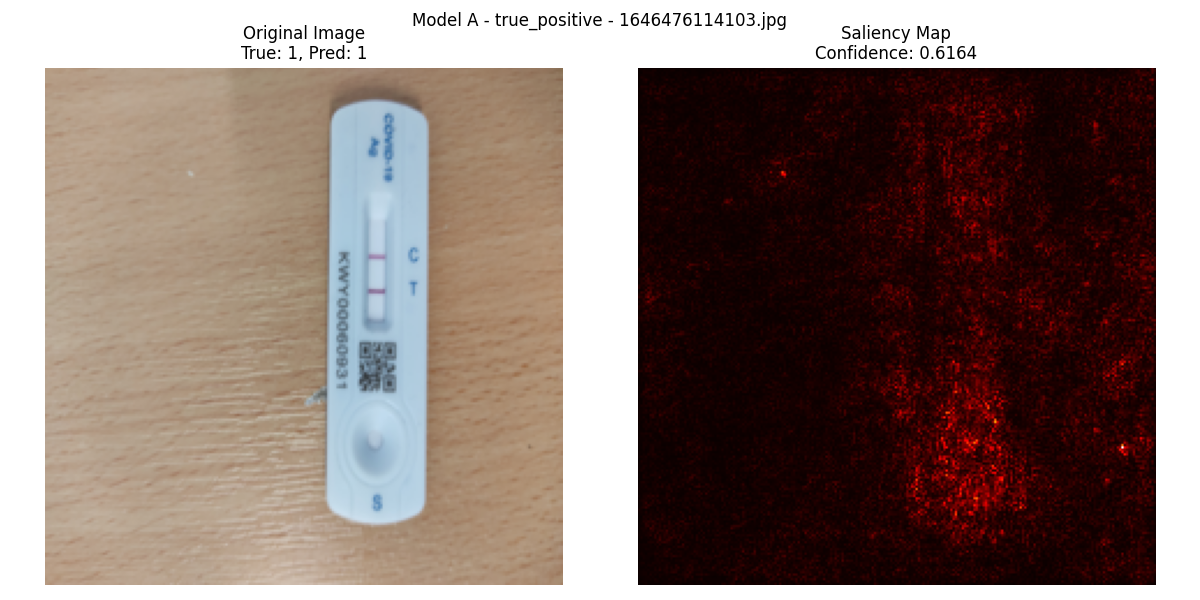 Model A - true_positive - 1646476114103.jpg
Original Image
True: 1, Pred: 1
Saliency Map
Confidence: 0.6164
COVID-19
Ag
C
T
KWY00060931
S